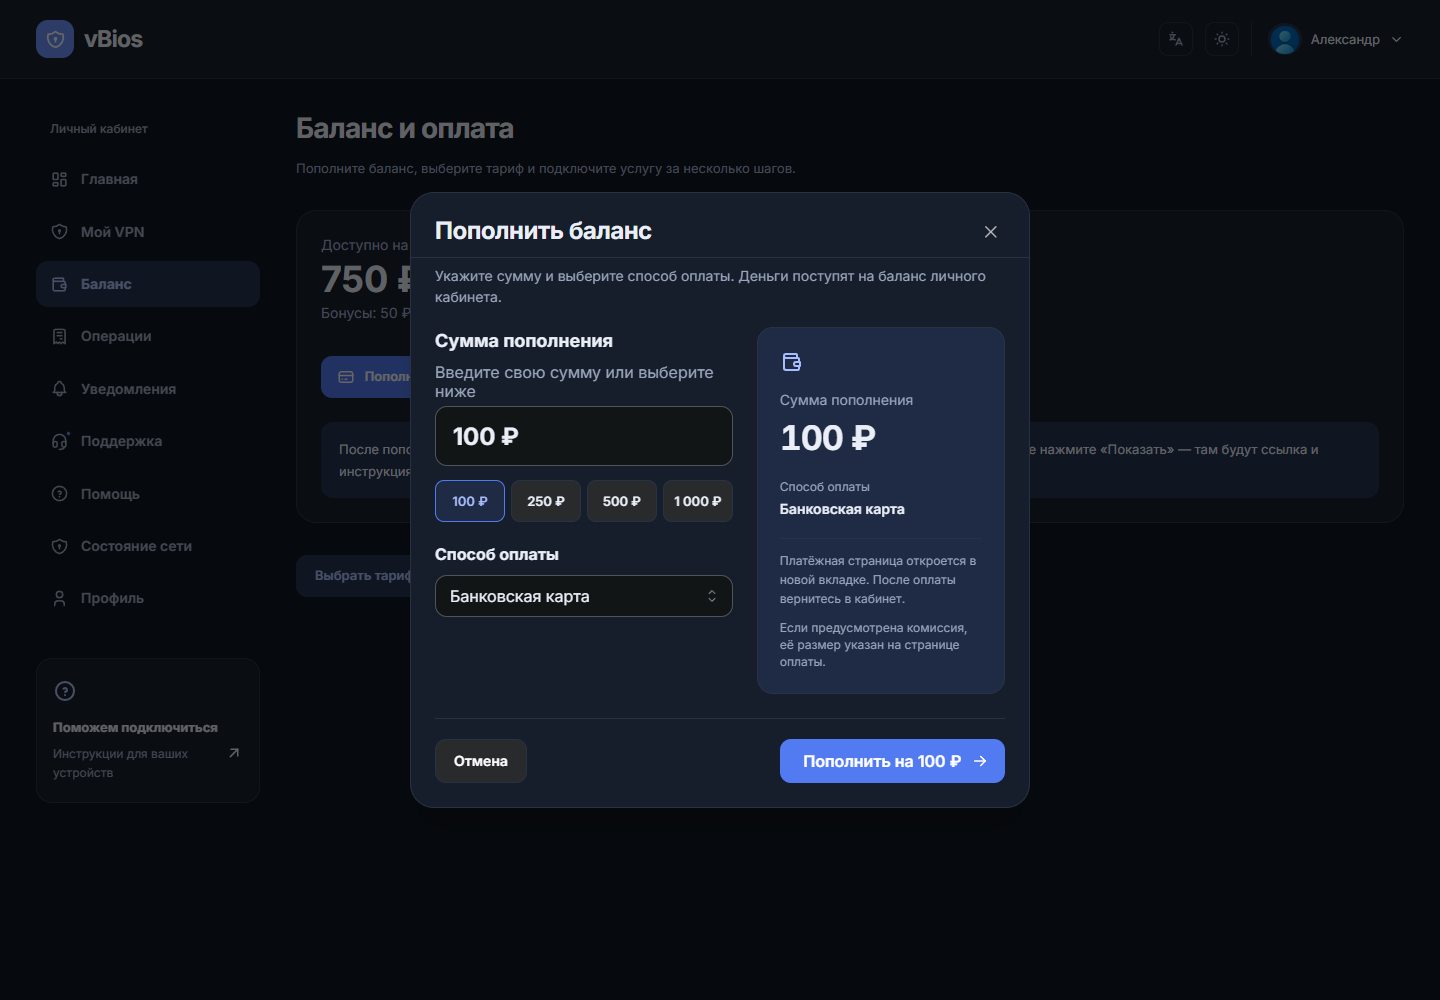 vBios
Александр
Личный кабинет
Главная
Мой VPN
Баланс
Операции
Уведомления
Поддержка
Помощь
Состояние сети
Профиль
Поможем подключиться
Инструкции для ваших
устройств
Баланс и оплата
Пополните баланс, выберите тариф и подключите услугу за несколько шагов.
Доступно на
750 ₽
Бонусы: 50 ₽
После
е нажмите «Показать» — там будут ссылка и
инструкция
Выбрать тариф
Пополнить баланс
Укажите сумму и выберите способ оплаты. Деньги поступят на баланс личного
кабинета.
Сумма пополнения
Введите свою сумму или выберите
ниже
100 ₽
100 ₽
250 ₽
500 ₽
1 000 ₽
Способ оплаты
Банковская карта
Сумма пополнения
100 ₽
Способ оплаты
Банковская карта
Платёжная страница откроется в
новой вкладке. После оплаты
вернитесь в кабинет.
Если предусмотрена комиссия,
её размер указан на странице
оплаты.
Отмена
Пополнить на 100 ₽